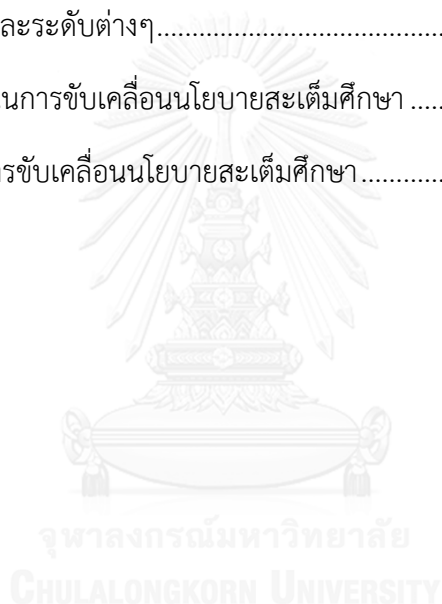 ละระดับต่างๆ........................................
นการขับเคลื่อนนโยบายสะเต็มศึกษา .....
ารขับเคลื่อนนโยบายสะเต็มศึกษา............
จุฬาลงกรณ์มหาวิทยาลัย
CHULALONGKORN UNIVERSITY